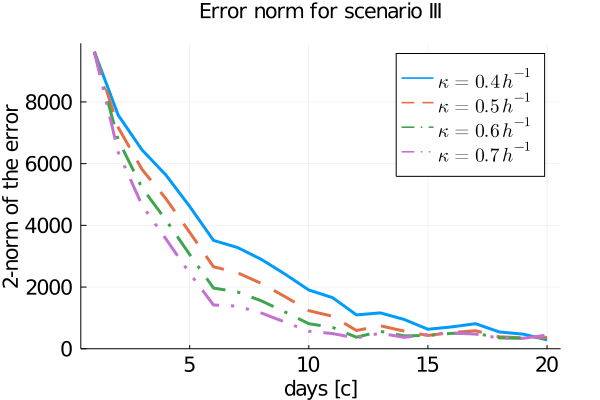 Error norm for scenario III
2-norm of the error
8000
6000
4000
2000
0
κ = 0.4 h⁻¹
κ = 0.5 h⁻¹
κ = 0.6 h⁻¹
κ = 0.7 h⁻¹
5 10 15 20
days [c]